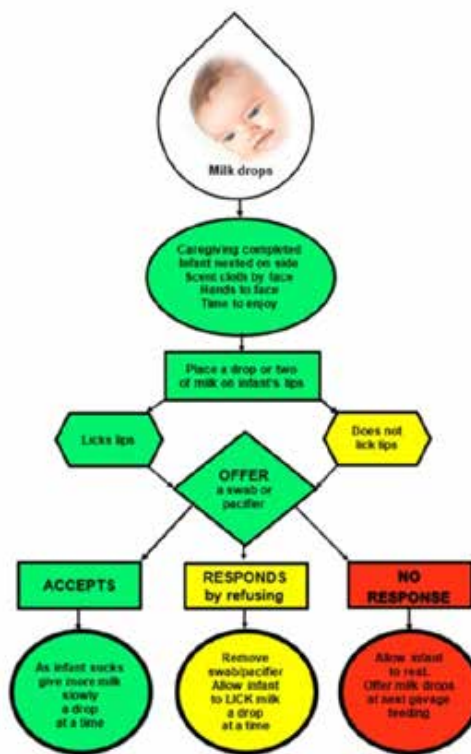 Milk drops
Caregiving completed
Infant nested on side
Scent cloth by face
Hands to face
Time to enjoy
Place a drop or two
of milk on infant's lips
Licks lips
Does not
lick lips
OFFER
a swab or
pacifier
ACCEPTS
RESPONDS
by refusing
NO
RESPONSE
As infant sucks
give more milk
slowly
a drop
at a time
Remove
swab/pacifier
Allow infant
to LICK milk
a drop
at a time
Allow infant
to rest.
Offer milk drops
at next gavage
feeding